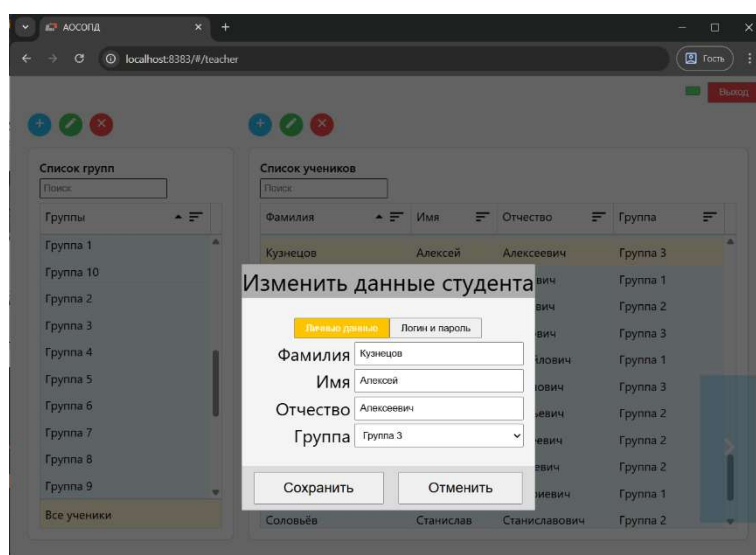 АОСОПД
localhost:8383/#/teacher
Гость
Выход
Список групп
Поиск
Группы
Группа 1
Группа 10
Группа 2
Группа 3
Группа 4
Группа 5
Группа 6
Группа 7
Группа 8
Группа 9
Все ученики
Список учеников
Поиск
Фамилия Имя Отчество Группа
Кузнецов Алексей Алексеевич Группа 3
Группа 1
Группа 2
Группа 3
Группа 1
Группа 3
Группа 2
Группа 2
Группа 2
Группа 1
Соловьёв Станислав Станиславович Группа 2
Изменить данные студента
Личные данные Логин и пароль
Фамилия Кузнецов
Имя Алексей
Отчество Алексеевич
Группа Группа 3
Сохранить Отменить